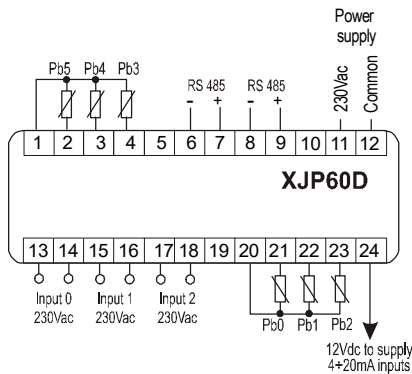 Power
supply
Pb5 Pb4 Pb3
RS 485 RS 485
230Vac
Common
- + - +
1 2 3 4 5 6 7 8 9 10 11 12
XJP60D
13 14 15 16 17 18 19 20 21 22 23 24
Input 0 Input 1 Input 2
230Vac 230Vac 230Vac
Pb0 Pb1 Pb2
12Vdc to supply
4÷20mA inputs